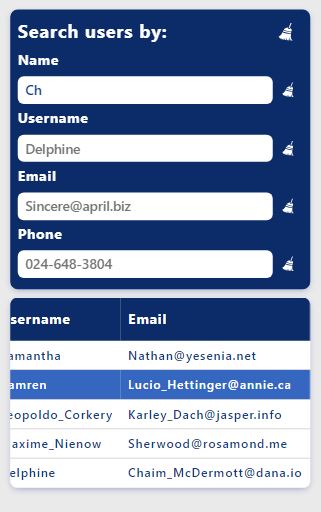 Search users by:
Name
Ch
Username
Delphine
Email
Sincere@april.biz
Phone
024-648-3804
sername Email
amantha Nathan@yesenia.net
amren Lucio_Hettinger@annie.ca
eopoldo_Corkery Karley_Dach@jasper.info
axime_Nienow Sherwood@rosamond.me
elphine Chaim_McDermott@dana.io